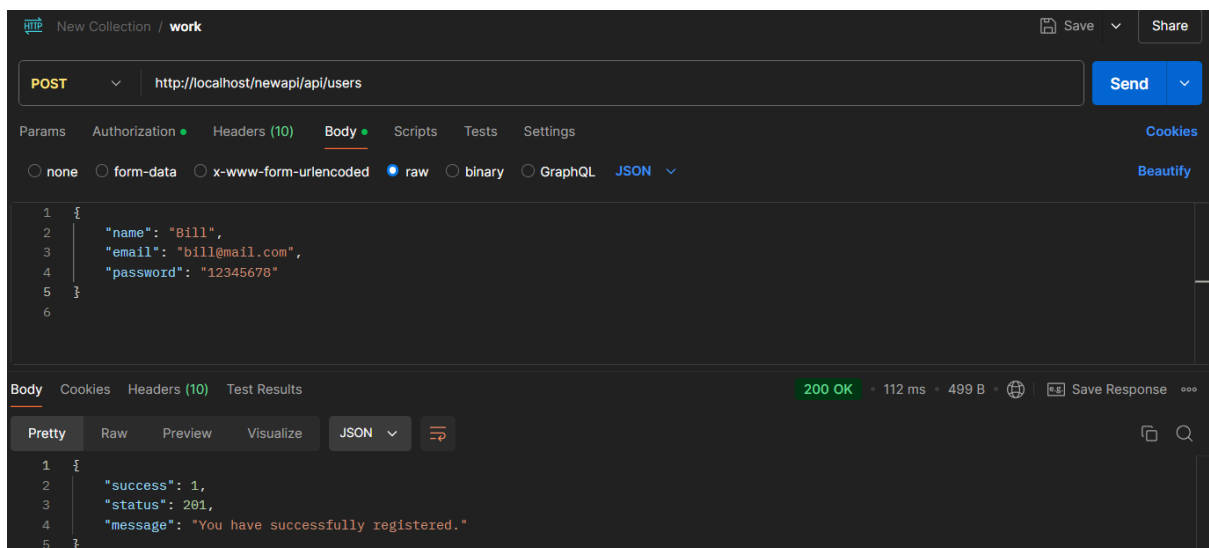 HTTP New Collection / work Save Share
POST http://localhost/newapi/api/users Send
Params Authorization Headers (10) Body Scripts Tests Settings Cookies
none form-data x-www-form-urlencoded raw binary GraphQL JSON Beautify
1 {
2 "name": "Bill",
3 "email": "bill@mail.com",
4 "password": "12345678"
5 }
6
Body Cookies Headers (10) Test Results 200 OK • 112 ms • 499 B • e.g. Save Response
Pretty Raw Preview Visualize JSON
1 {
2 "success": 1,
3 "status": 201,
4 "message": "You have successfully registered."
5 }